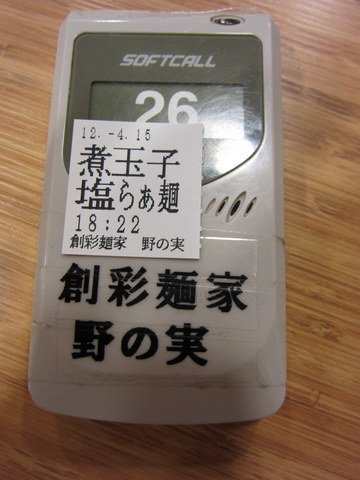 SOFTCALL
26
12.-4.15
煮玉子
塩らぁ麺
18:22
創彩麺家 野の実
創彩麺家
野の実